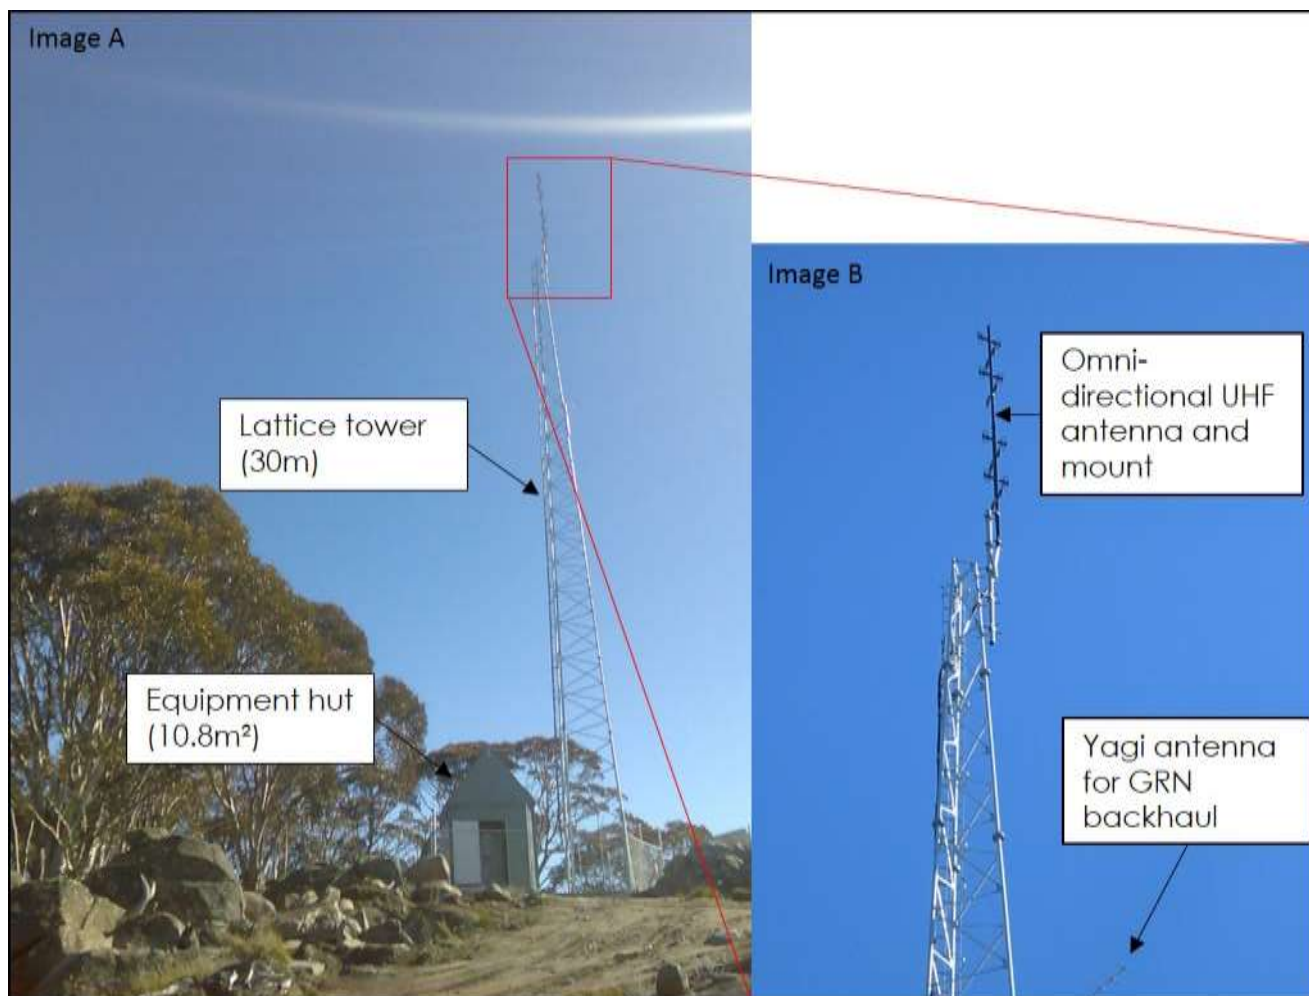 Image A
Lattice tower
(30m)
Equipment hut
(10.8m²)
Image B
Omni-
directional UHF
antenna and
mount
Yagi antenna
for GRN
backhaul